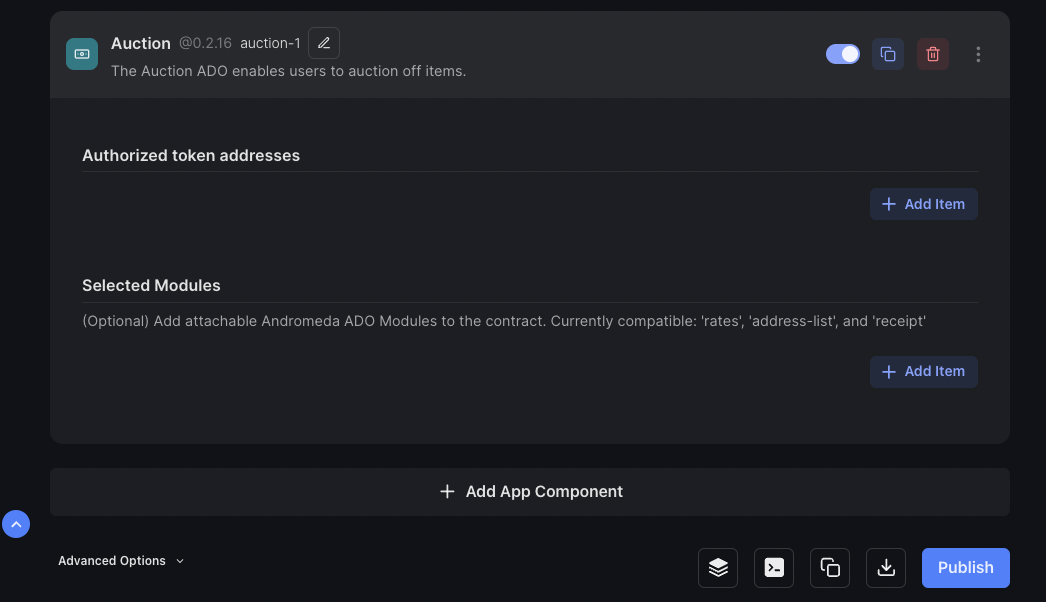 Auction @0.2.16 auction-1
The Auction ADO enables users to auction off items.
Authorized token addresses
Add Item
Selected Modules
(Optional) Add attachable Andromeda ADO Modules to the contract. Currently compatible: 'rates', 'address-list', and 'receipt'
Add Item
Add App Component
Advanced Options
Publish